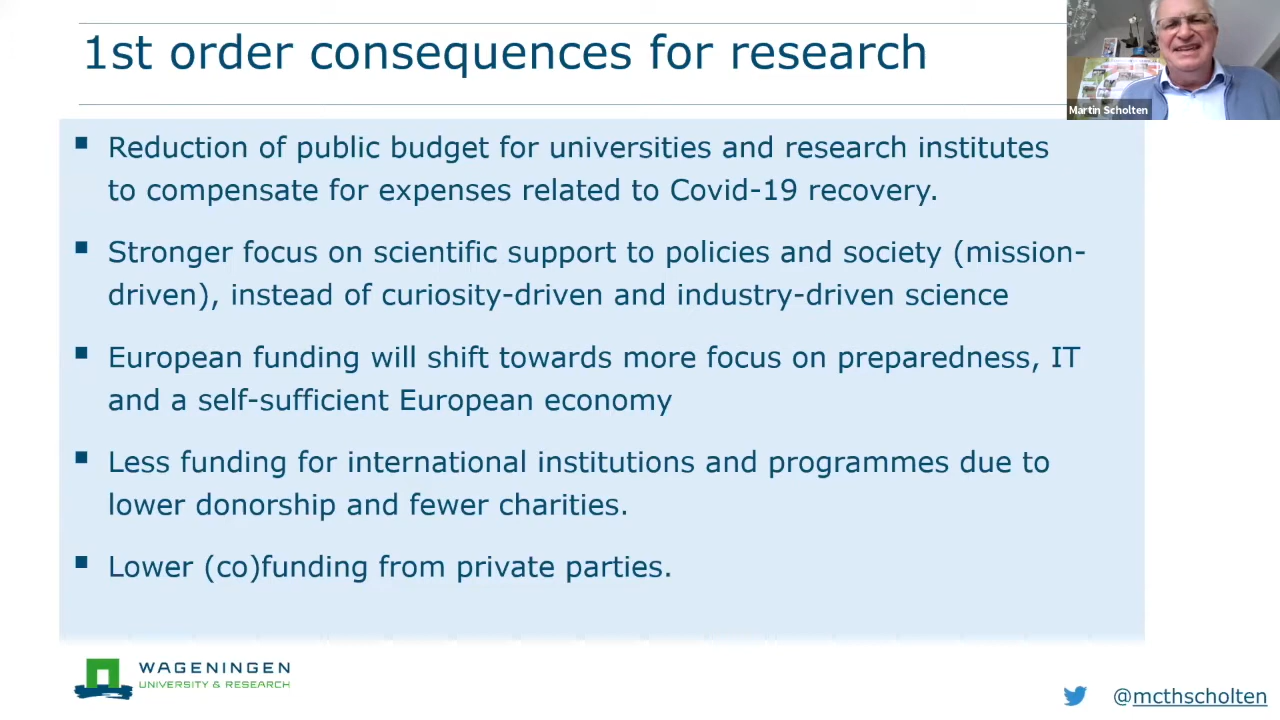 1st order consequences for research
Martin Scholten
▪ Reduction of public budget for universities and research institutes
to compensate for expenses related to Covid-19 recovery.
▪ Stronger focus on scientific support to policies and society (mission-
driven), instead of curiosity-driven and industry-driven science
▪ European funding will shift towards more focus on preparedness, IT
and a self-sufficient European economy
▪ Less funding for international institutions and programmes due to
lower donorship and fewer charities.
▪ Lower (co)funding from private parties.
WAGENINGEN
UNIVERSITY & RESEARCH
@mcthscholten